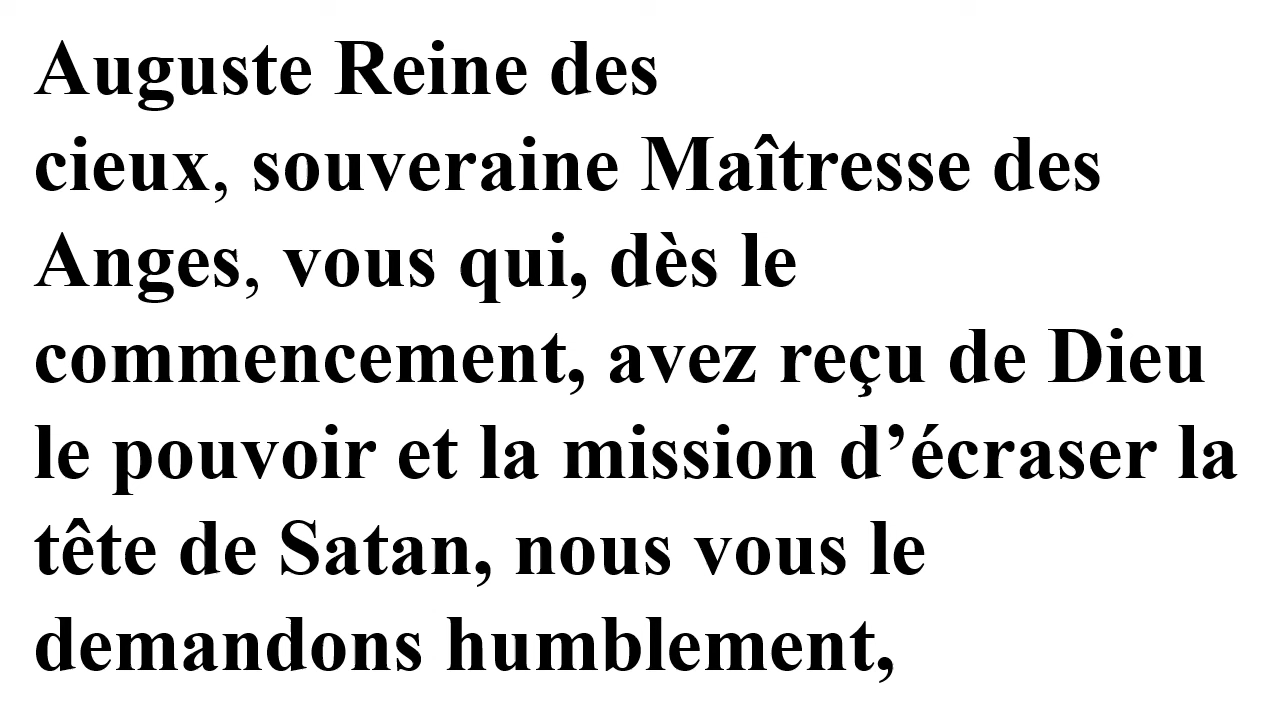 Auguste Reine des
cieux, souveraine Maîtresse des
Anges, vous qui, dès le
commencement, avez reçu de Dieu
le pouvoir et la mission d’écraser la
tête de Satan, nous vous le
demandons humblement,